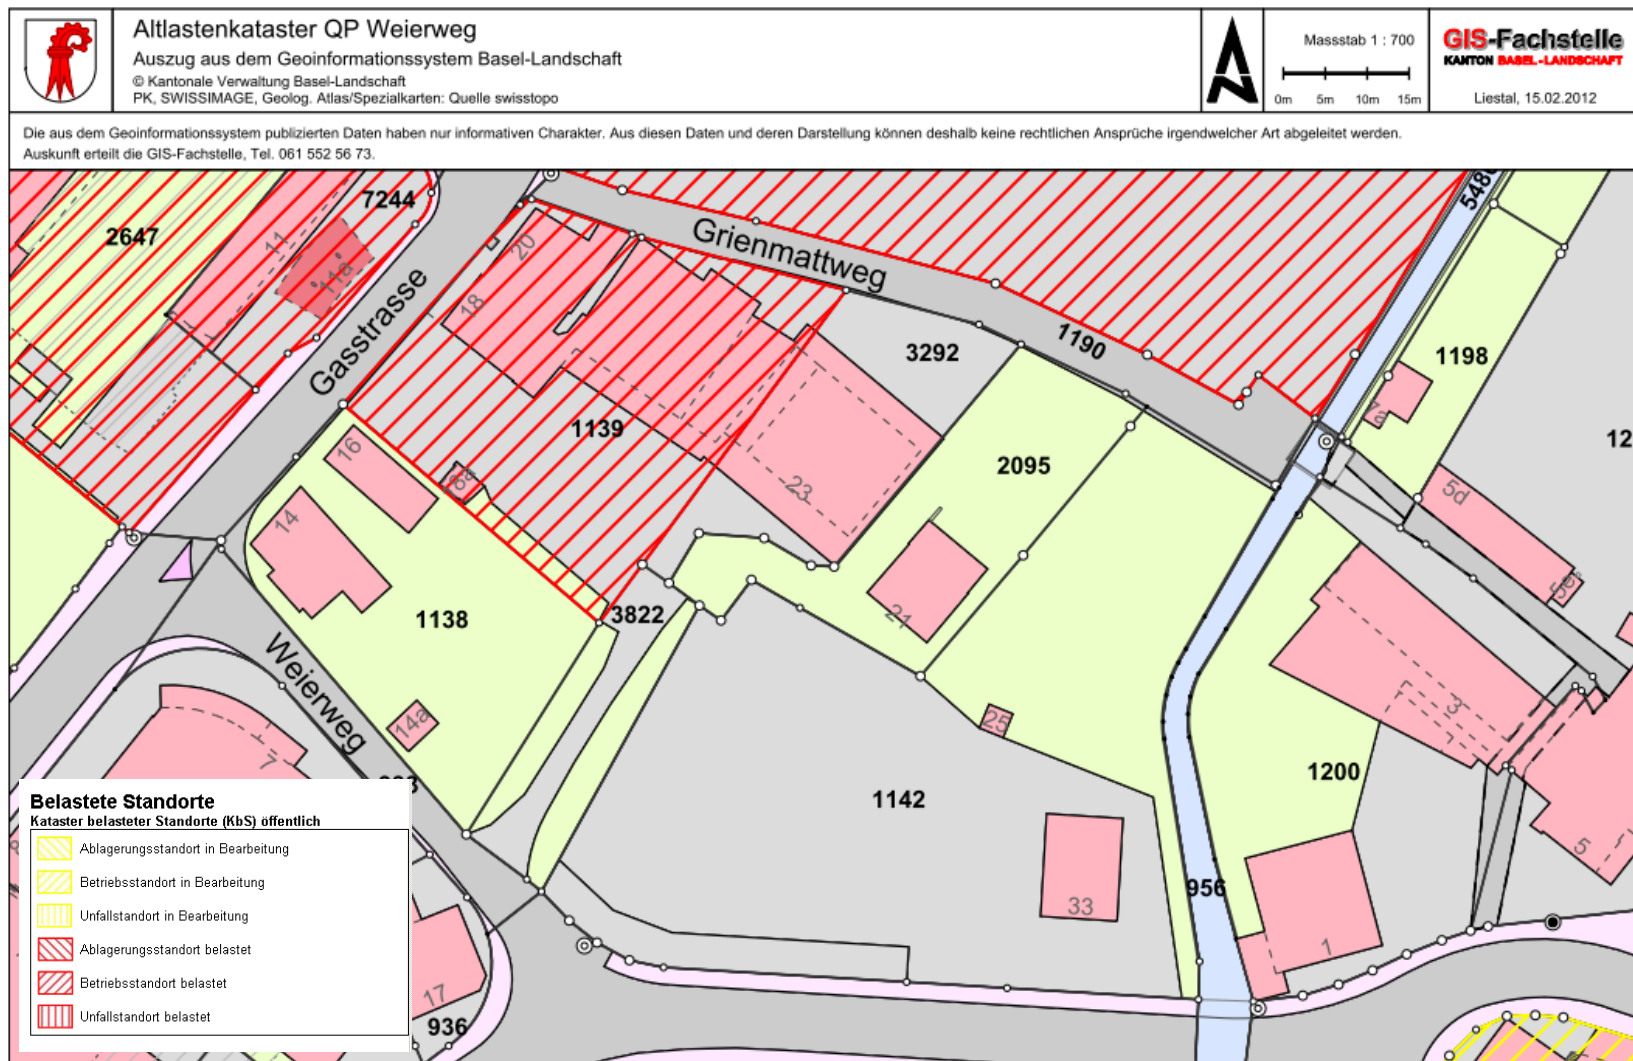 Altlastenkataster QP Weierweg
Auszug aus dem Geoinformationssystem Basel-Landschaft
© Kantonale Verwaltung Basel-Landschaft
PK, SWISSIMAGE, Geolog. Atlas/Spezialkarten: Quelle swisstopo
Massstab 1 : 700
0m 5m 10m 15m
GIS-Fachstelle
KANTON BASEL-LANDSCHAFT
Liestal, 15.02.2012
Die aus dem Geoinformationssystem publizierten Daten haben nur informativen Charakter. Aus diesen Daten und deren Darstellung können deshalb keine rechtlichen Ansprüche irgendwelcher Art abgeleitet werden.
Auskunft erteilt die GIS-Fachstelle, Tel. 061 552 56 73.
7244
2647
11
11a
20
18
Gasstrasse
Grienmattweg
1190
3292
1198
7a
1139
2095
16
18a
23
5d
5e
14
21
1138
3822
Weierweg
14a
25
3
7
1142
1200
33
956
5
1
17
936
Belastete Standorte
Kataster belasteter Standorte (KbS) öffentlich
Ablagerungsstandort in Bearbeitung
Betriebsstandort in Bearbeitung
Unfallstandort in Bearbeitung
Ablagerungsstandort belastet
Betriebsstandort belastet
Unfallstandort belastet